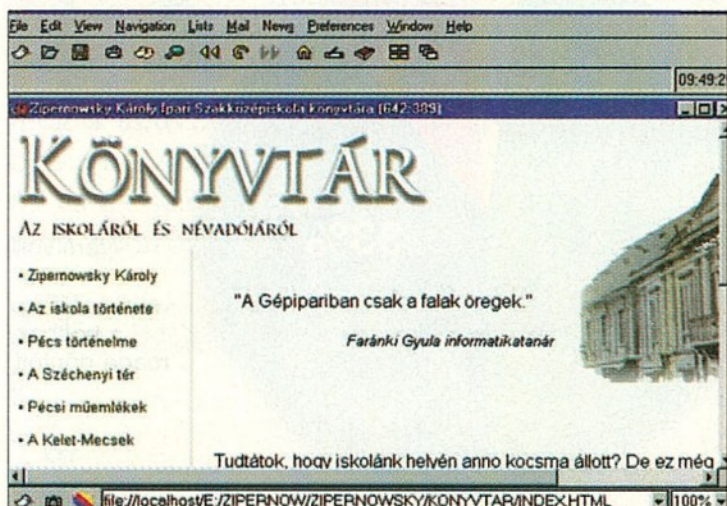 File Edit View Navigation Lists Mail News Preferences Window Help
09:49:2
Zipernowsky Károly Ipari Szakközépiskola könyvtára [642:389]
KÖNYVTÁR
AZ ISKOLÁRÓL ÉS NÉVADÓJÁRÓL
• Zipernowsky Károly
• Az iskola története
• Pécs történelme
• A Széchenyi tér
• Pécsi műemlékek
• A Kelet-Mecsek
"A Gépipariban csak a falak öregek."
Faránki Gyula informatikatanár
Tudtátok, hogy iskolánk helyén anno kocsma állott? De ez még
file://localhost/E:/ZIPERNOW//ZIPERNOWSKY/KONYVTAR/INDEX.HTML
100%